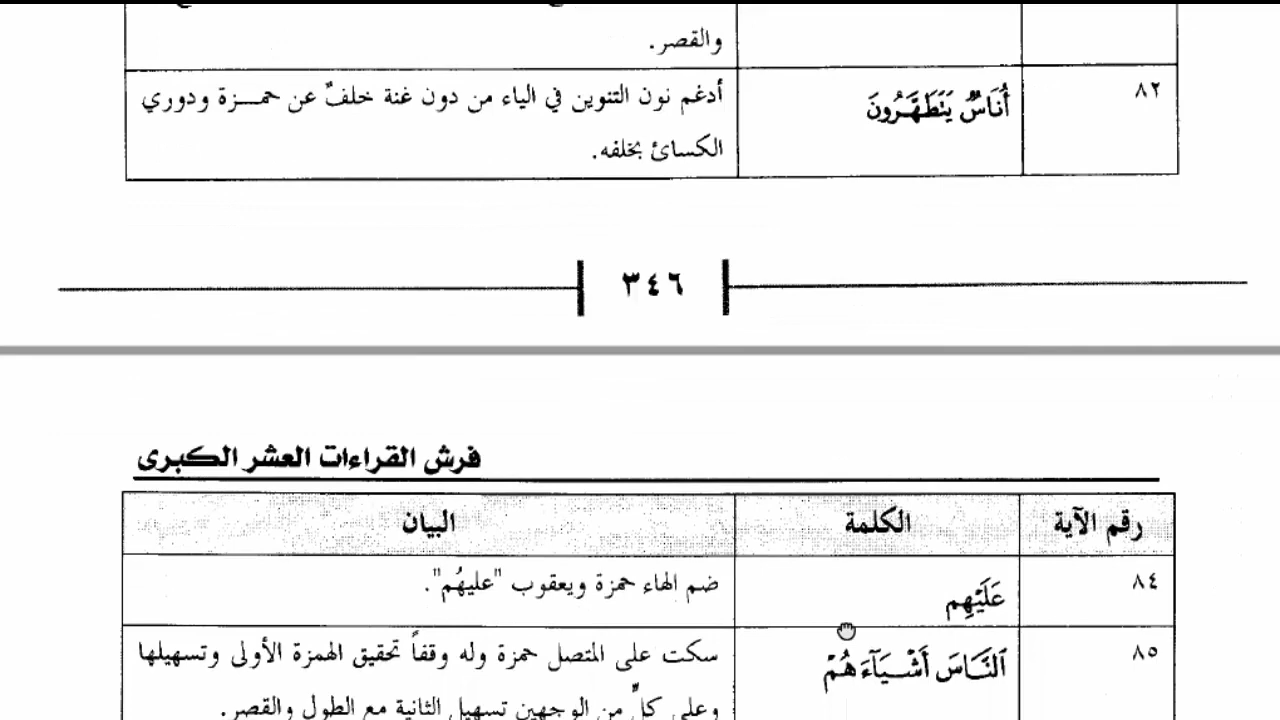 والقصر.
٨٢ أُنَاسٌ يَتَطَهَّرُونَ أدغم نون التنوين في الياء من دون غنة خلفٌ عن حمـــزة ودوري
الكسائ بخلفه.
٣٤٦
فرش القراءات العشر الكبرى
رقم الآية الكلمة البيان
٨٤ عَلَيْهِم ضم الهاء حمزة ويعقوب "عليهُم".
٨٥ ٱلنَّاسَ أَشْيَآءَهُمْ سكت على المتصل حمزة وله وقفاً تحقيق الهمزة الأولى وتسهيلها
وعلى كلٍّ من الوجهين تسهيل الثانية مع الطول والقصر.